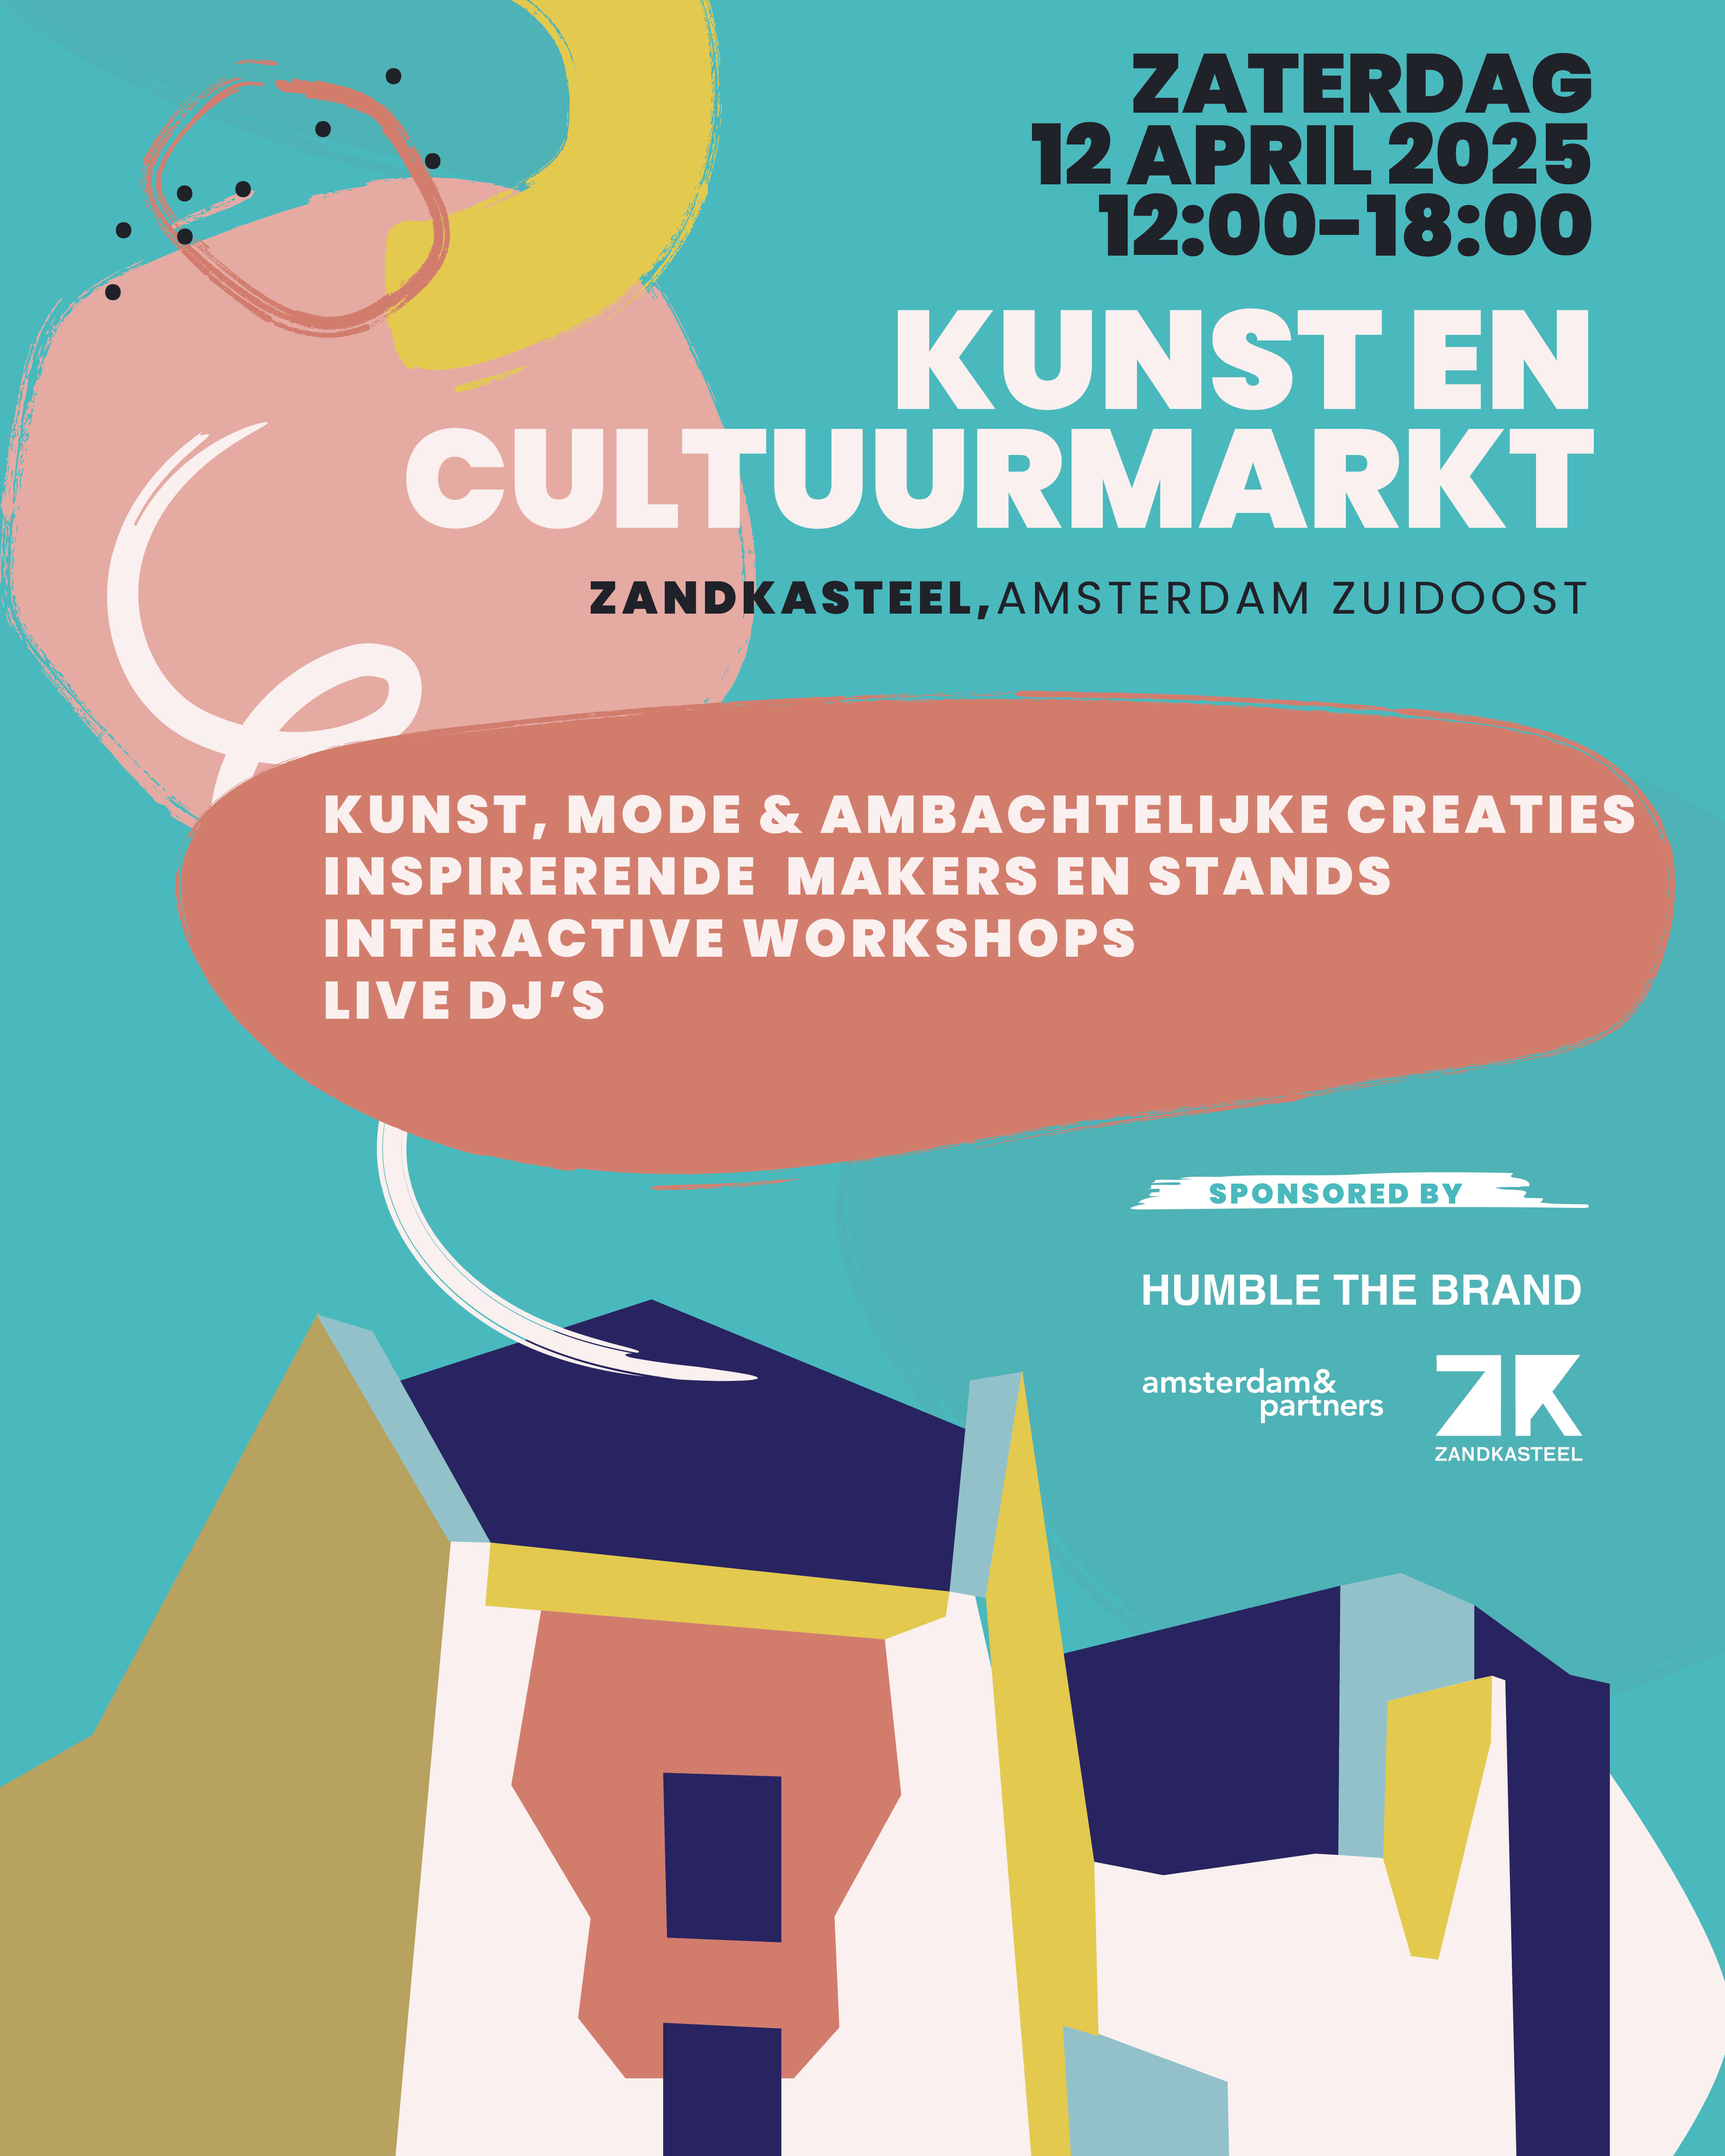 ZATERDAG
12 APRIL 2025
12:00–18:00
KUNST EN
CULTUURMARKT
ZANDKASTEEL, AMSTERDAM ZUIDOOST
KUNST, MODE & AMBACHTELIJKE CREATIES
INSPIRERENDE MAKERS EN STANDS
INTERACTIVE WORKSHOPS
LIVE DJ’S
SPONSORED BY
HUMBLE THE BRAND
amsterdam&
partners
ZK
ZANDKASTEEL